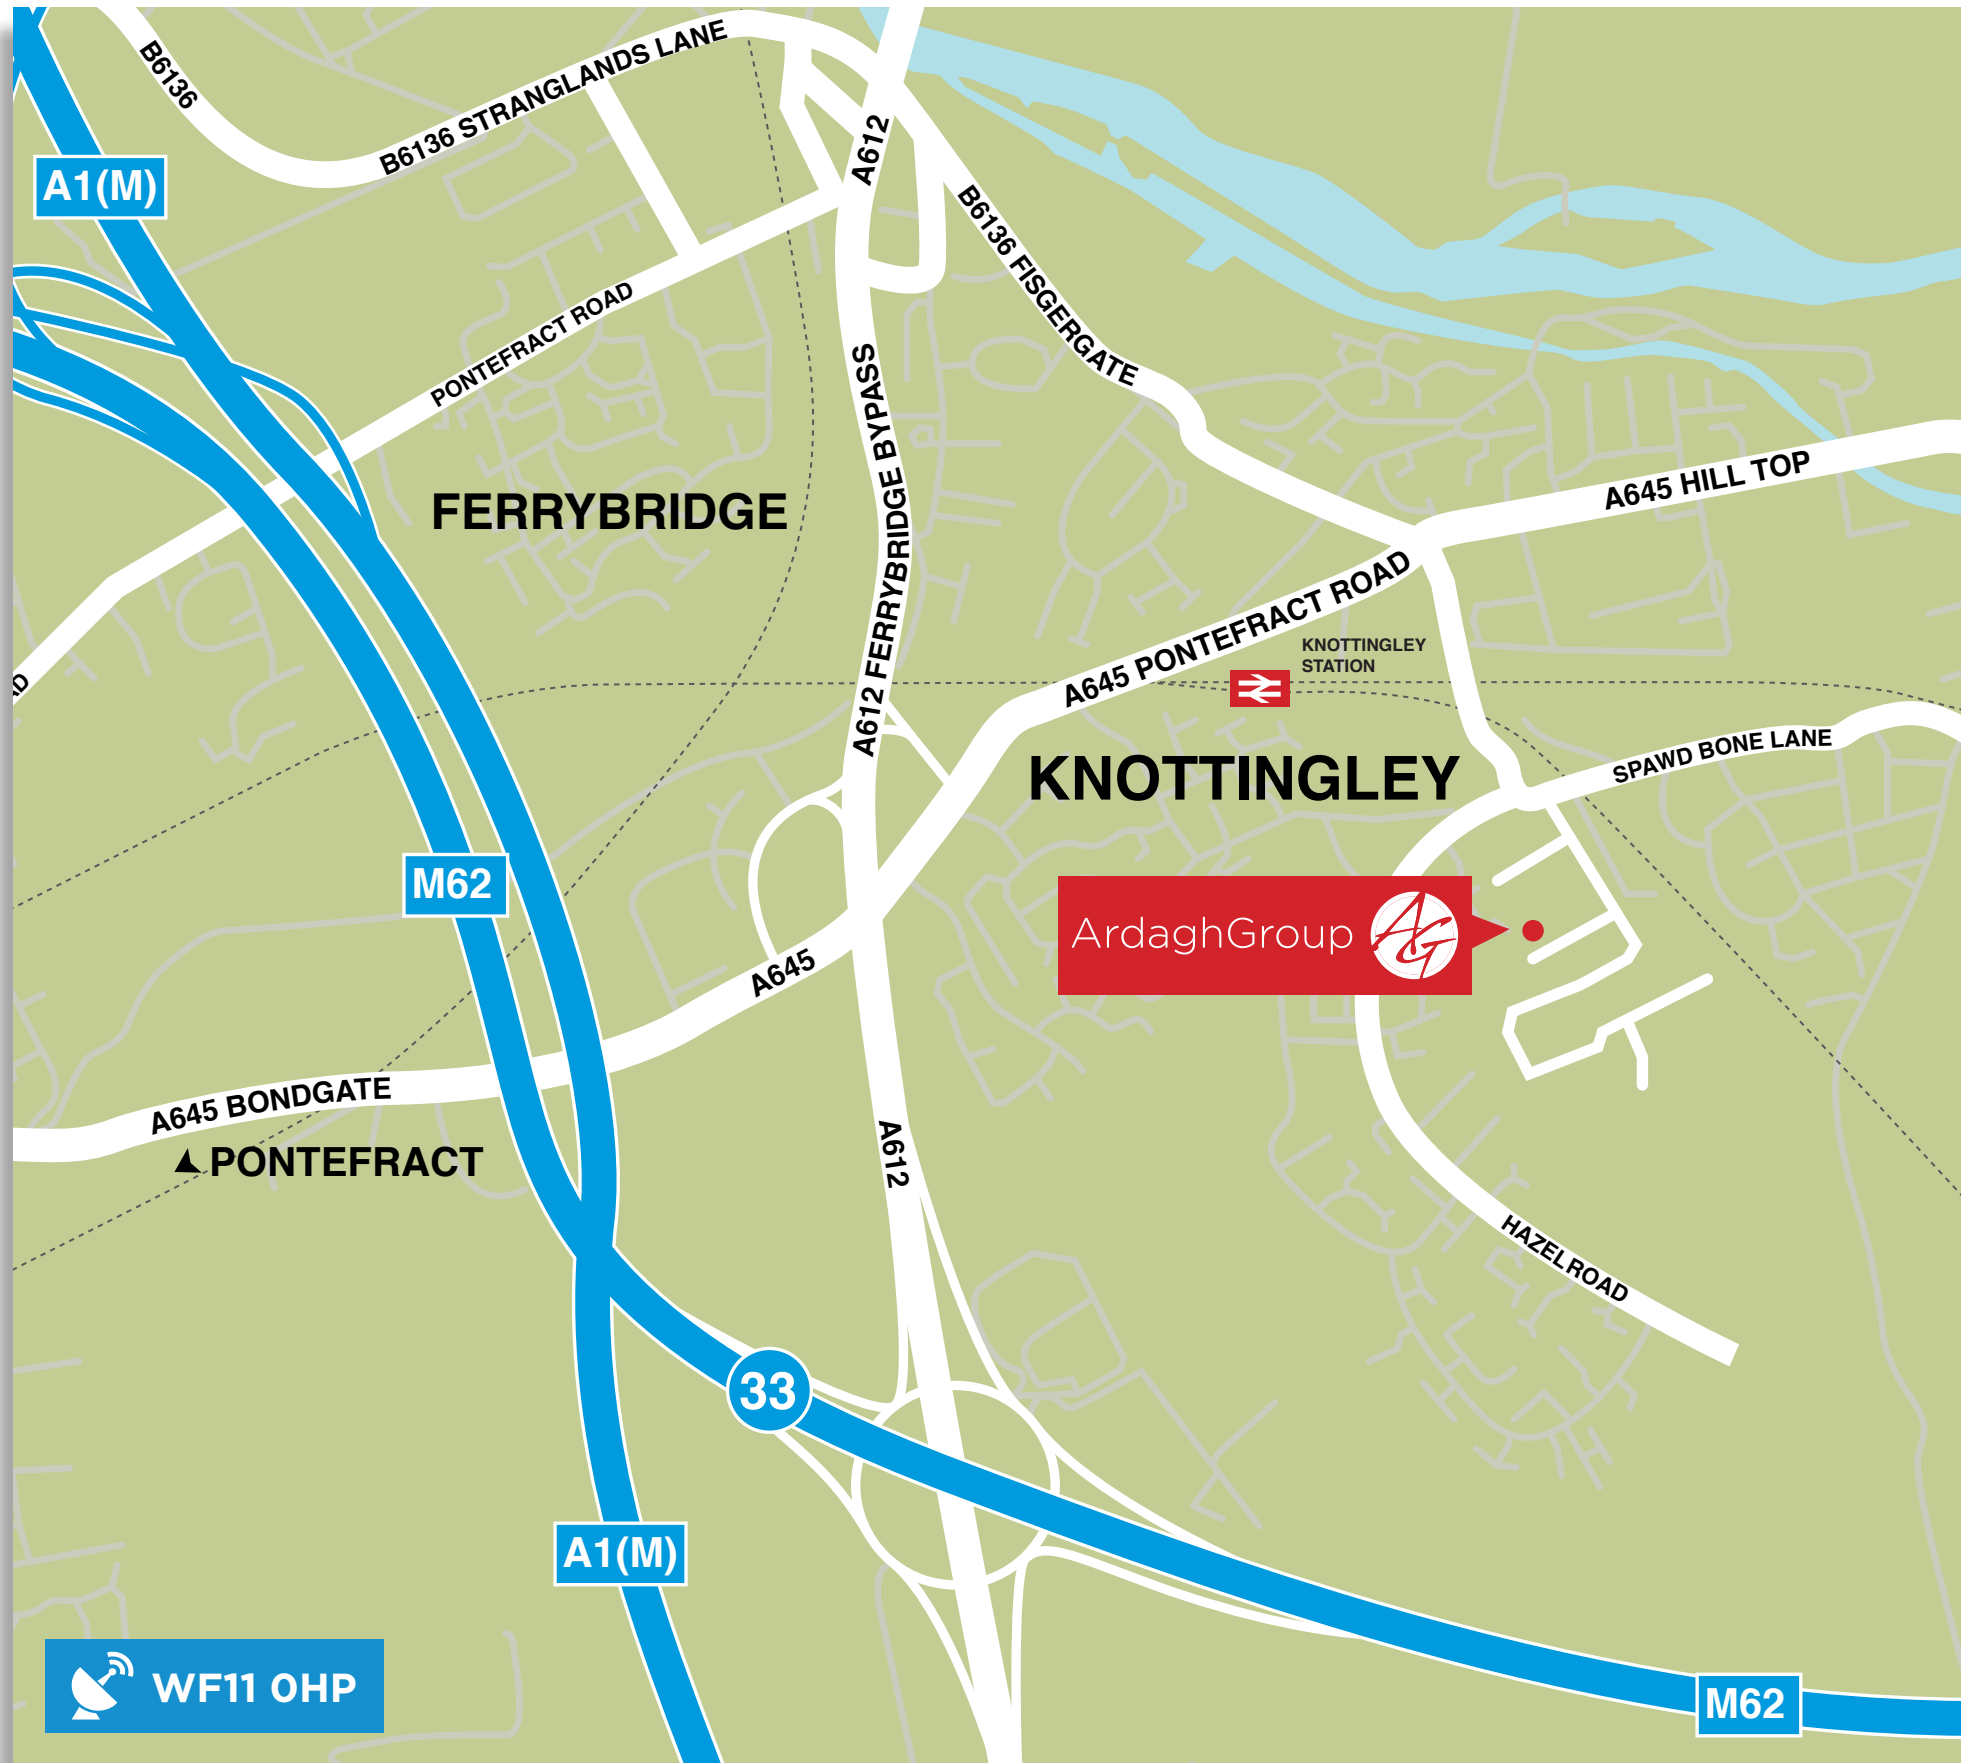 B6136
B6136 STRANGLANDS LANE
A1(M)
A612
B6136 FISGERGATE
PONTEFRACT ROAD
A612 FERRYBRIDGE BYPASS
FERRYBRIDGE
A645 HILL TOP
A645 PONTEFRACT ROAD
KNOTTINGLEY
STATION
KNOTTINGLEY
SPAWD BONE LANE
M62
ArdaghGroup
AG
A645
A645 BONDGATE
PONTEFRACT
A612
HAZEL ROAD
33
A1(M)
WF11 0HP
M62